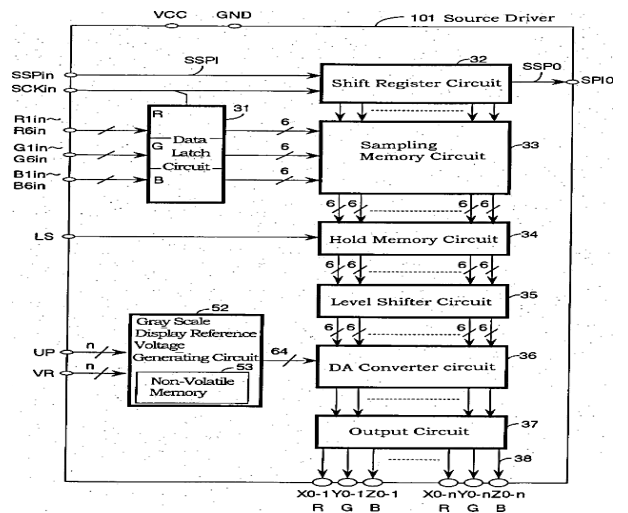 VCC GND
101 Source Driver
SSPin
SSPI
32
Shift Register Circuit
SSPO
SPIO
SCKin
R1in~
R6in
G1in~
G6in
B1in~
B6in
31
R
G
B
Data
Latch
Circuit
6
6
6
Sampling
Memory Circuit
33
6 6 6 6
LS
Hold Memory Circuit
34
6 6 6 6
Level Shifter Circuit
35
6 6 6 6
52
Gray Scale
Display Reference
Voltage
Generating Circuit
53
Non-Volatile
Memory
UP
n
VR
n
64
DA Converter circuit
36
Output Circuit
37
38
X0-1 Y0-1 Z0-1 X0-n Y0-n Z0-n
R G B R G B